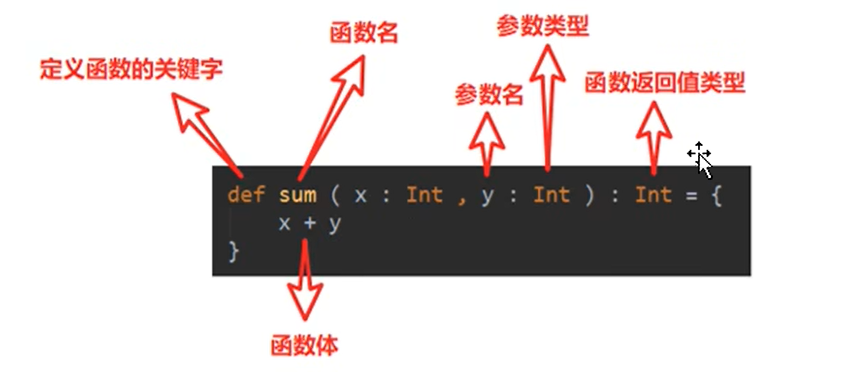 参数类型
函数名
定义函数的关键字
函数返回值类型
参数名
def sum ( x : Int , y : Int ) : Int = {
x + y
}
函数体